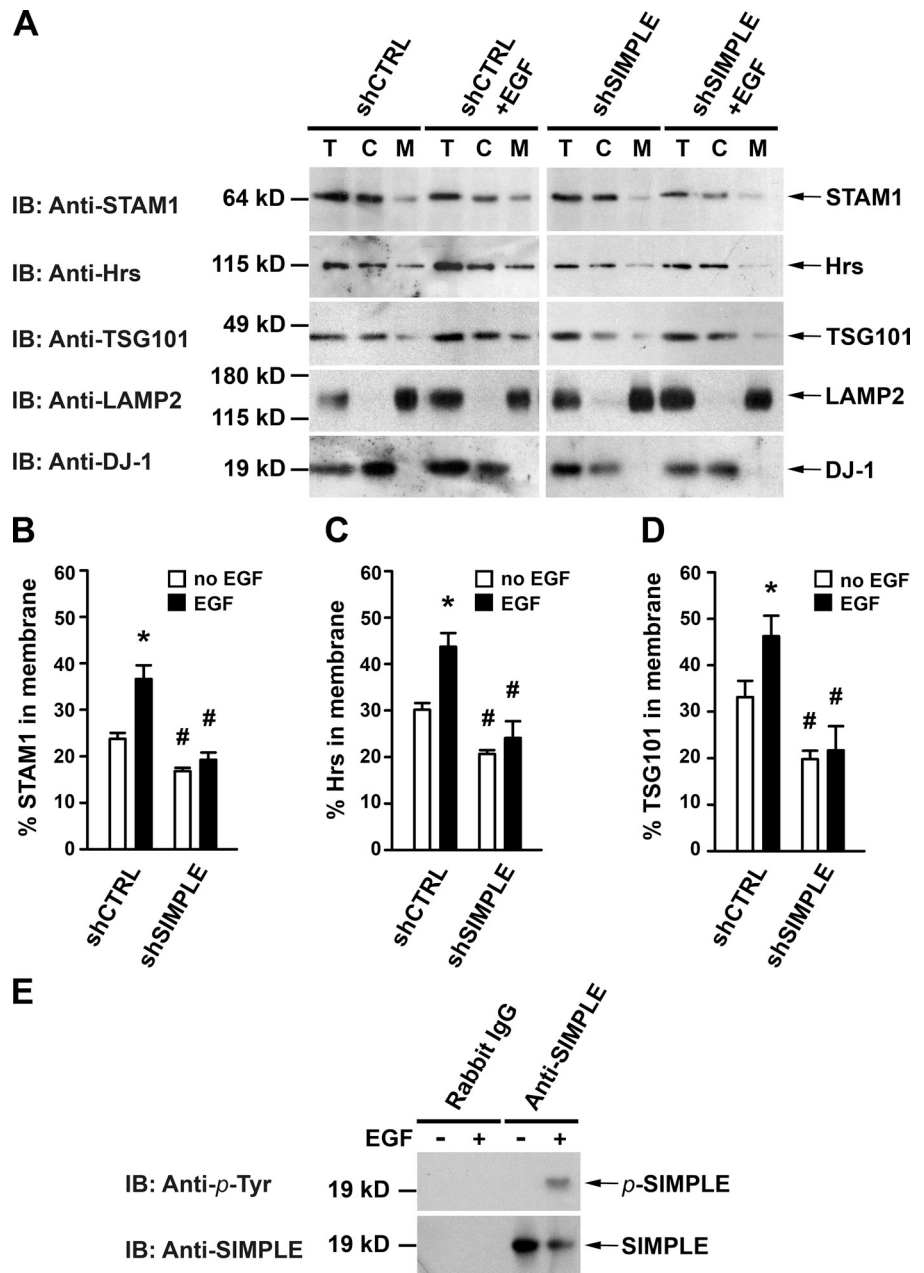 A
shCTRL
shCTRL
+EGF
shSIMPLE
shSIMPLE
+EGF
T C M T C M T C M T C M
IB: Anti-STAM1 64 kD STAM1
IB: Anti-Hrs 115 kD Hrs
IB: Anti-TSG101 49 kD TSG101
IB: Anti-LAMP2 180 kD 115 kD LAMP2
IB: Anti-DJ-1 19 kD DJ-1
B
% STAM1 in membrane
60
50
40
30
20
10
0
no EGF
EGF
*
# #
shCTRL
shSIMPLE
C
% Hrs in membrane
60
50
40
30
20
10
0
no EGF
EGF
*
# #
shCTRL
shSIMPLE
D
% TSG101 in membrane
60
50
40
30
20
10
0
no EGF
EGF
*
# #
shCTRL
shSIMPLE
E
Rabbit IgG
Anti-SIMPLE
EGF - + - +
IB: Anti-p-Tyr 19 kD p-SIMPLE
IB: Anti-SIMPLE 19 kD SIMPLE